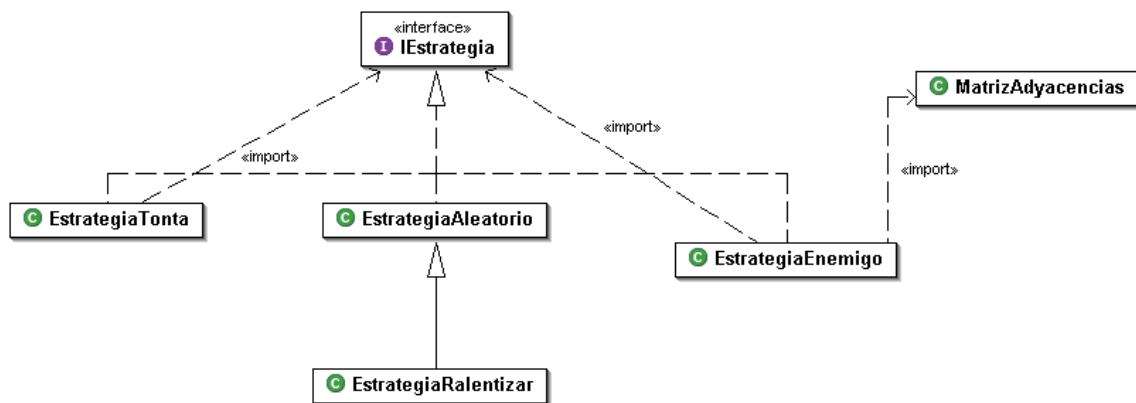 «interface»
I IEstrategia
C MatrizAdyacencias
«import»
«import»
«import»
C EstrategiaTonta
C EstrategiaAleatorio
C EstrategiaEnemigo
C EstrategiaRalentizar